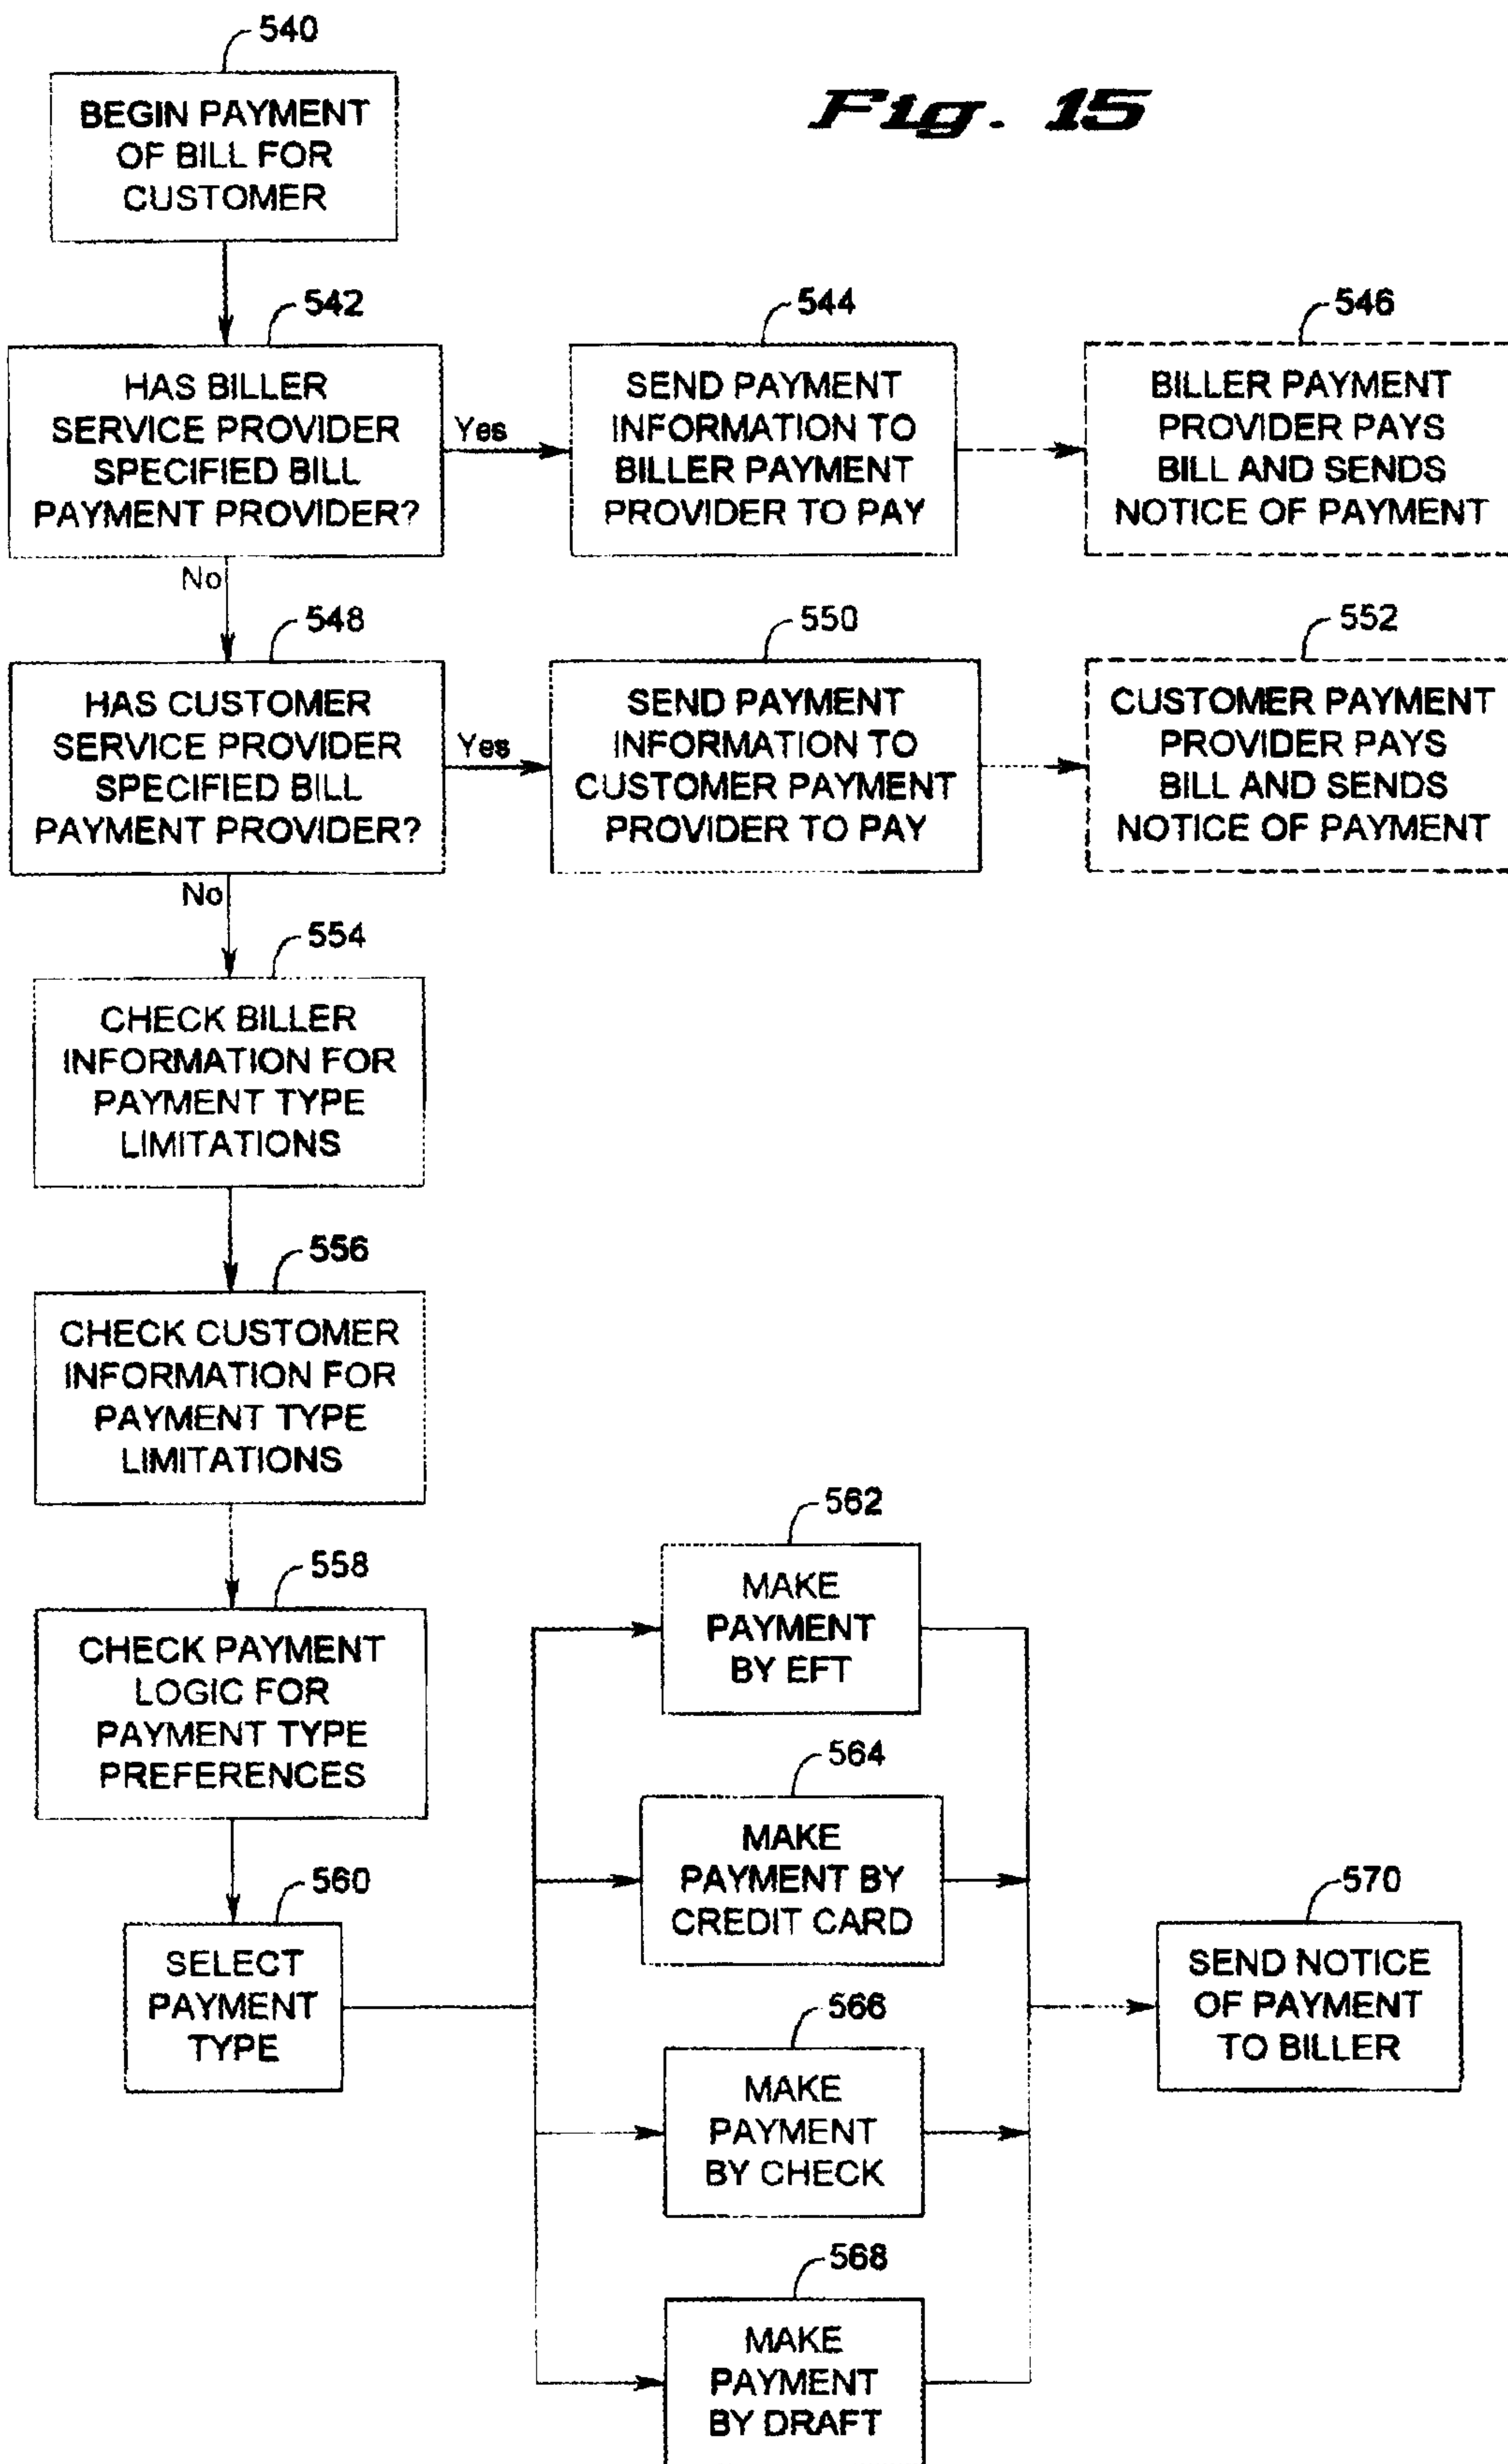 Fig. 15
540
BEGIN PAYMENT
OF BILL FOR
CUSTOMER
542
HAS BILLER
SERVICE PROVIDER
SPECIFIED BILL
PAYMENT PROVIDER?
Yes
544
SEND PAYMENT
INFORMATION TO
BILLER PAYMENT
PROVIDER TO PAY
546
BILLER PAYMENT
PROVIDER PAYS
BILL AND SENDS
NOTICE OF PAYMENT
No
548
HAS CUSTOMER
SERVICE PROVIDER
SPECIFIED BILL
PAYMENT PROVIDER?
Yes
550
SEND PAYMENT
INFORMATION TO
CUSTOMER PAYMENT
PROVIDER TO PAY
552
CUSTOMER PAYMENT
PROVIDER PAYS
BILL AND SENDS
NOTICE OF PAYMENT
No
554
CHECK BILLER
INFORMATION FOR
PAYMENT TYPE
LIMITATIONS
556
CHECK CUSTOMER
INFORMATION FOR
PAYMENT TYPE
LIMITATIONS
558
CHECK PAYMENT
LOGIC FOR
PAYMENT TYPE
PREFERENCES
560
SELECT
PAYMENT
TYPE
562
MAKE
PAYMENT
BY EFT
564
MAKE
PAYMENT BY
CREDIT CARD
566
MAKE
PAYMENT
BY CHECK
568
MAKE
PAYMENT
BY DRAFT
570
SEND NOTICE
OF PAYMENT
TO BILLER